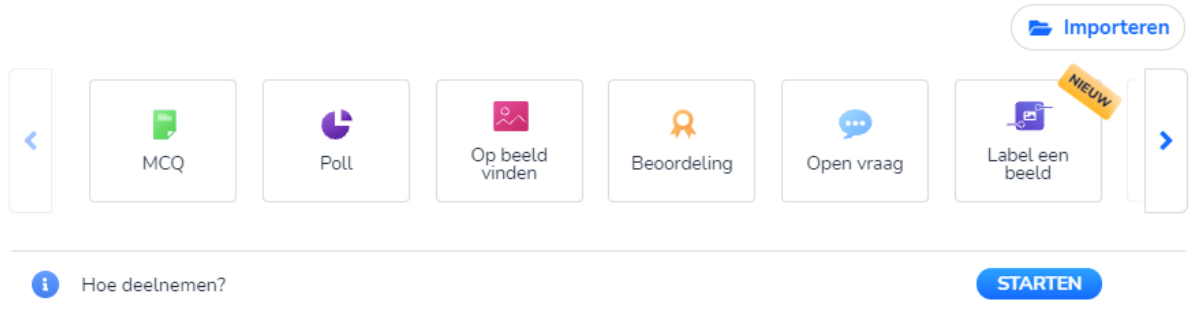 Importeren
MCQ
Poll
Op beeld
vinden
Beoordeling
Open vraag
NIEUW
Label een
beeld
Hoe deelnemen?
STARTEN